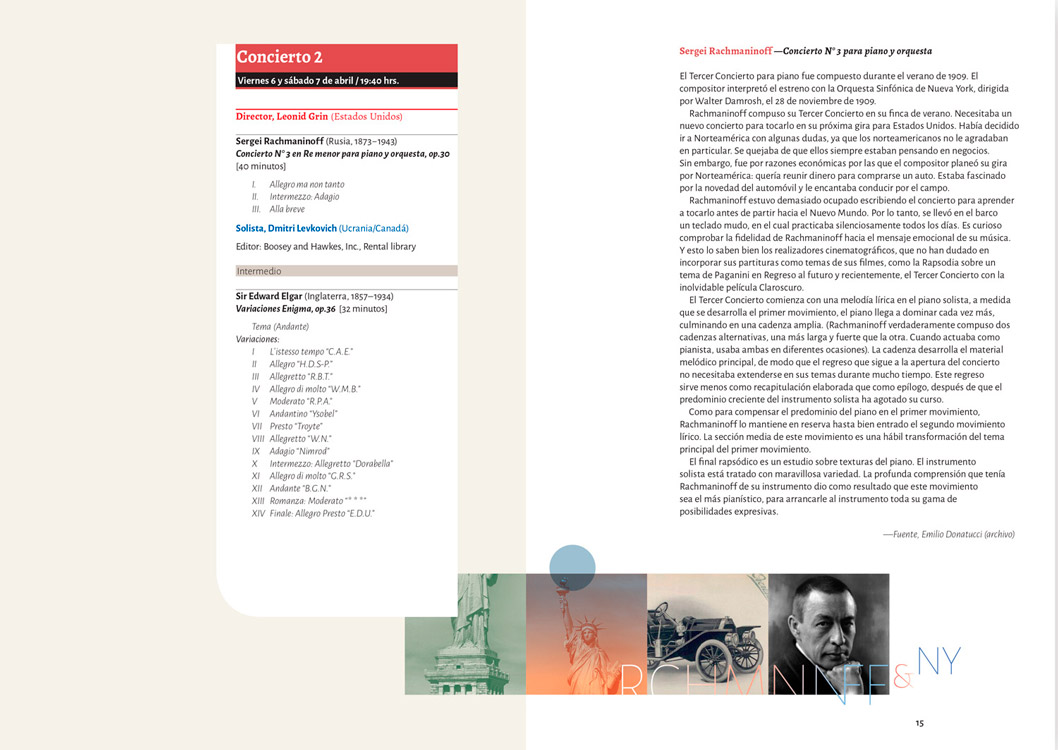 Concierto 2
Viernes 6 y sábado 7 de abril / 19:40 hrs.
Director, Leonid Grin (Estados Unidos)
Sergei Rachmaninoff (Rusia, 1873–1943)
Concierto N° 3 en Re menor para piano y orquesta, op.30
[40 minutos]
I. Allegro ma non tanto
II. Intermezzo: Adagio
III. Alla breve
Solista, Dmitri Levkovich (Ucrania/Canadá)
Editor: Boosey and Hawkes, Inc., Rental library
Intermedio
Sir Edward Elgar (Inglaterra, 1857–1934)
Variaciones Enigma, op.36 [32 minutos]
Tema (Andante)
Variaciones:
I L'istesso tempo “C.A.E.”
II Allegro “H.D.S-P.”
III Allegretto “R.B.T.”
IV Allegro di molto “W.M.B.”
V Moderato “R.P.A.”
VI Andantino “Ysobel”
VII Presto “Troyte”
VIII Allegretto “W.N.”
IX Adagio “Nimrod”
X Intermezzo: Allegretto “Dorabella”
XI Allegro di molto “G.R.S.”
XII Andante “B.G.N.”
XIII Romanza: Moderato “* * *”
XIV Finale: Allegro Presto “E.D.U.”
Sergei Rachmaninoff —Concierto N° 3 para piano y orquesta
El Tercer Concierto para piano fue compuesto durante el verano de 1909. El
compositor interpretó el estreno con la Orquesta Sinfónica de Nueva York, dirigida
por Walter Damrosh, el 28 de noviembre de 1909.
Rachmaninoff compuso su Tercer Concierto en su finca de verano. Necesitaba un
nuevo concierto para tocarlo en su próxima gira para Estados Unidos. Había decidido
ir a Norteamérica con algunas dudas, ya que los norteamericanos no le agradaban
en particular. Se quejaba de que ellos siempre estaban pensando en negocios.
Sin embargo, fue por razones económicas por las que el compositor planeó su gira
por Norteamérica: quería reunir dinero para comprarse un auto. Estaba fascinado
por la novedad del automóvil y le encantaba conducir por el campo.
Rachmaninoff estuvo demasiado ocupado escribiendo el concierto para aprender
a tocarlo antes de partir hacia el Nuevo Mundo. Por lo tanto, se llevó en el barco
un teclado mudo, en el cual practicaba silenciosamente todos los días. Es curioso
comprobar la fidelidad de Rachmaninoff hacia el mensaje emocional de su música.
Y esto lo saben bien los realizadores cinematográficos, que no han dudado en
incorporar sus partituras como temas de sus filmes, como la Rapsodia sobre un
tema de Paganini en Regreso al futuro y recientemente, el Tercer Concierto con la
inolvidable película Claroscuro.
El Tercer Concierto comienza con una melodía lírica en el piano solista, a medida
que se desarrolla el primer movimiento, el piano llega a dominar cada vez más,
culminando en una cadenza amplia. (Rachmaninoff verdaderamente compuso dos
cadenzas alternativas, una más larga y fuerte que la otra. Cuando actuaba como
pianista, usaba ambas en diferentes ocasiones). La cadenza desarrolla el material
melódico principal, de modo que el regreso que sigue a la apertura del concierto
no necesitaba extenderse en sus temas durante mucho tiempo. Este regreso
sirve menos como recapitulación elaborada que como epílogo, después de que el
predominio creciente del instrumento solista ha agotado su curso.
Como para compensar el predominio del piano en el primer movimiento,
Rachmaninoff lo mantiene en reserva hasta bien entrado el segundo movimiento
lírico. La sección media de este movimiento es una hábil transformación del tema
principal del primer movimiento.
El final rapsódico es un estudio sobre texturas del piano. El instrumento
solista está tratado con maravillosa variedad. La profunda comprensión que tenía
Rachmaninoff de su instrumento dio como resultado que este movimiento
sea el más pianístico, para arrancarle al instrumento toda su gama de
posibilidades expresivas.
—Fuente, Emilio Donatucci (archivo)
RCHMNNFF & NY
15